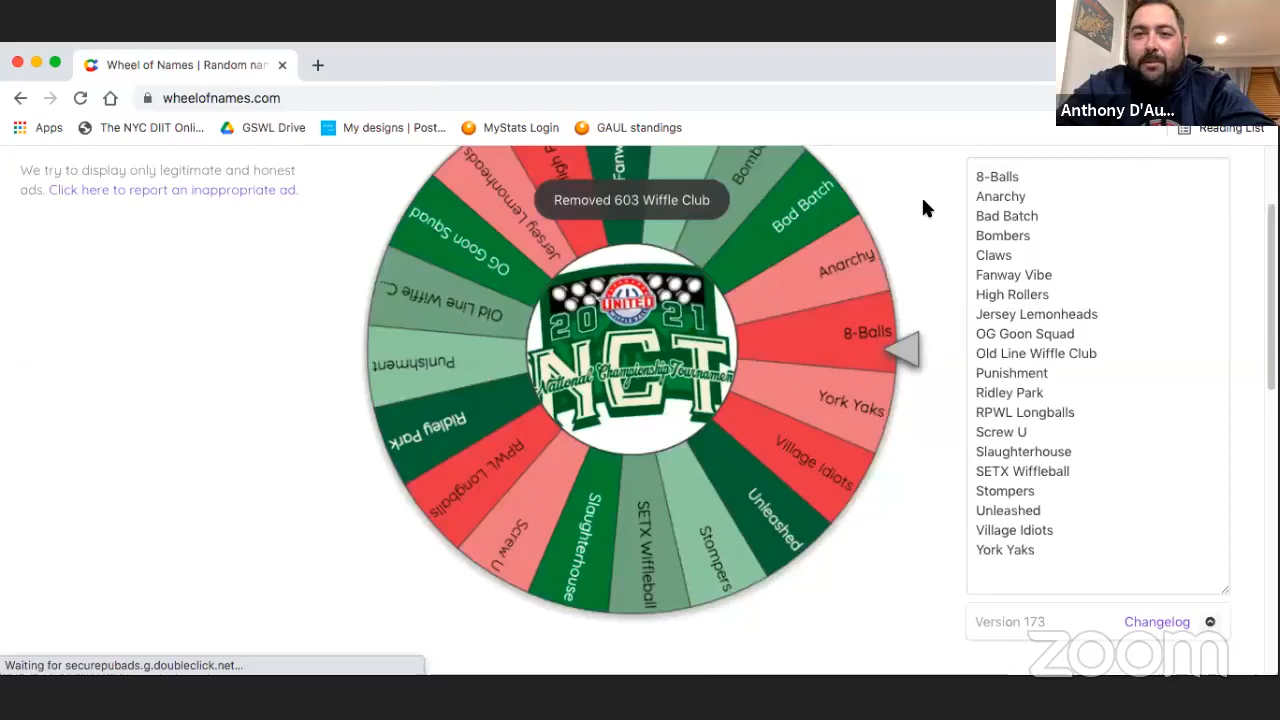 Anthony D'Au...
Wheel of Names | Random nan
wheelofnames.com
Apps
The NYC DIIT Onli...
GSWL Drive
My designs | Post...
MyStats Login
GAUL standings
Reading List
We try to display only legitimate and honest
ads. Click here to report an inappropriate ad.
Removed 603 Wiffle Club
Bad Batch
Anarchy
8-Balls
York Yaks
Village Idiots
Unleashed
Stompers
SETX Wiffleball
Slaughterhouse
Screw U
RPWL Longballs
Ridley Park
Punishment
Old Line Wiffle C...
OG Goon Squad
Jersey Lemonheads
UNITED
WIFFLEBALL
2021
NCT
National Championship Tournament
8-Balls
Anarchy
Bad Batch
Bombers
Claws
Fanway Vibe
High Rollers
Jersey Lemonheads
OG Goon Squad
Old Line Wiffle Club
Punishment
Ridley Park
RPWL Longballs
Screw U
Slaughterhouse
SETX Wiffleball
Stompers
Unleashed
Village Idiots
York Yaks
Version 173
Changelog
Waiting for securepubads.g.doubleclick.net...
zoom